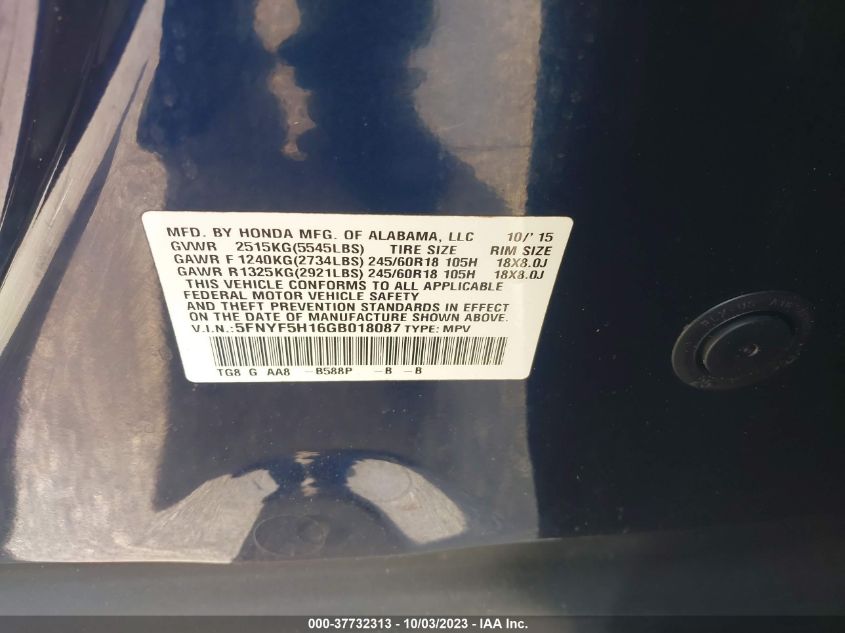 MFD. BY HONDA MFG. OF ALABAMA, LLC 10/'15
GVWR 2515KG(5545LBS) TIRE SIZE RIM SIZE
GAWR F 1240KG(2734LBS) 245/60R18 105H 18X8.0J
GAWR R1325KG(2921LBS) 245/60R18 105H 18X8.0J
THIS VEHICLE CONFORMS TO ALL APPLICABLE
FEDERAL MOTOR VEHICLE SAFETY
AND THEFT PREVENTION STANDARDS IN EFFECT
ON THE DATE OF MANUFACTURE SHOWN ABOVE.
V.I.N.:5FNYF5H16GB018087 TYPE: MPV
TG8 G AA8 -B588P -B -B
000-37732313 - 10/03/2023 - IAA Inc.